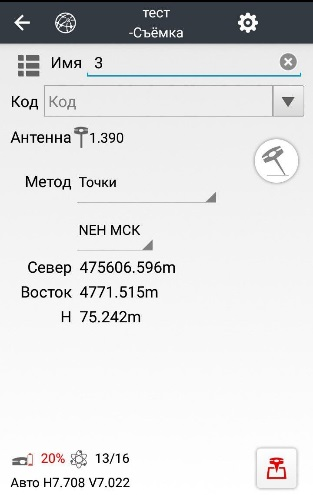 тест
-Съёмка
Имя 3
Код Код
Антенна 1.390
Метод Точки
NEH МСК
Север 475606.596m
Восток 4771.515m
H 75.242m
20% 13/16
Авто H7.708 V7.022